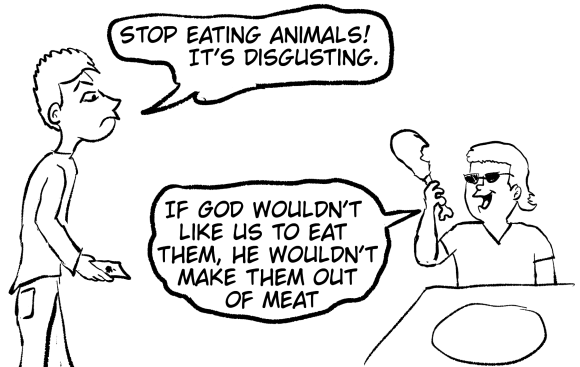 STOP EATING ANIMALS!
IT'S DISGUSTING.
IF GOD WOULDN'T
LIKE US TO EAT
THEM, HE WOULDN'T
MAKE THEM OUT
OF MEAT